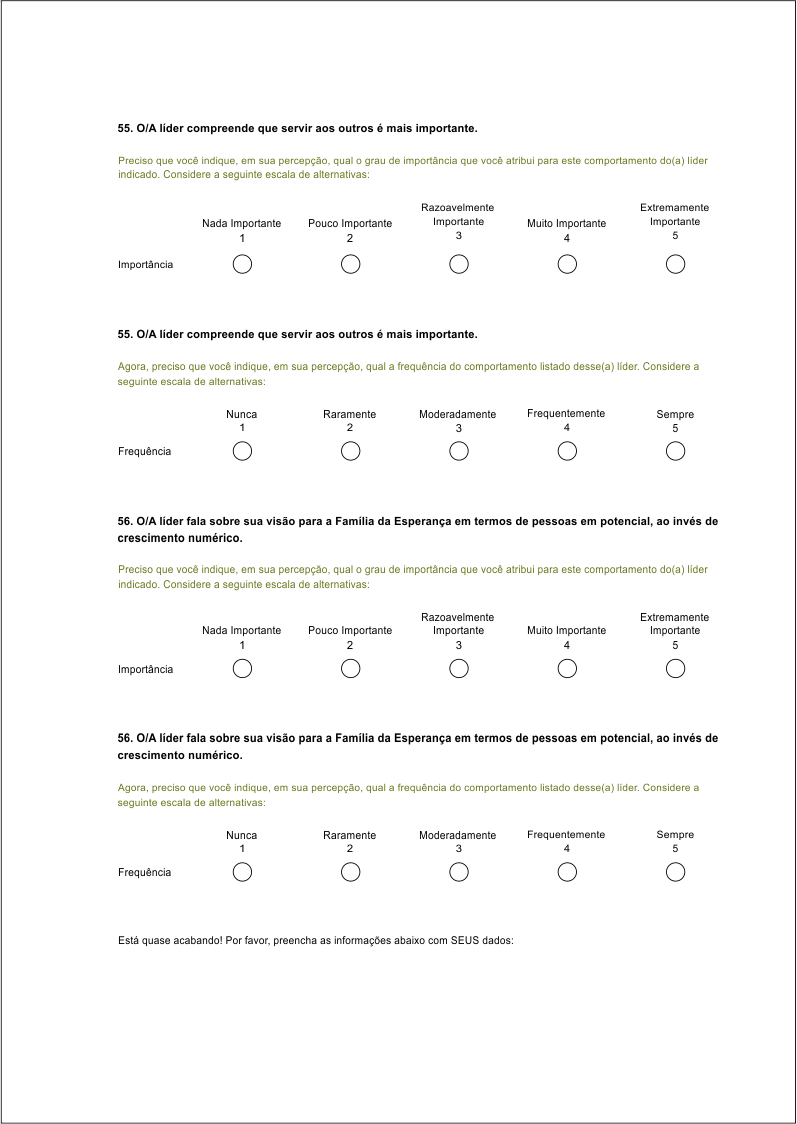 55. O/A líder compreende que servir aos outros é mais importante.
Preciso que você indique, em sua percepção, qual o grau de importância que você atribui para este comportamento do(a) líder
indicado. Considere a seguinte escala de alternativas:
Nada Importante Pouco Importante Razoavelmente Importante Muito Importante Extremamente Importante
1 2 3 4 5
Importância
55. O/A líder compreende que servir aos outros é mais importante.
Agora, preciso que você indique, em sua percepção, qual a frequência do comportamento listado desse(a) líder. Considere a
seguinte escala de alternativas:
Nunca Raramente Moderadamente Frequentemente Sempre
1 2 3 4 5
Frequência
56. O/A líder fala sobre sua visão para a Família da Esperança em termos de pessoas em potencial, ao invés de
crescimento numérico.
Preciso que você indique, em sua percepção, qual o grau de importância que você atribui para este comportamento do(a) líder
indicado. Considere a seguinte escala de alternativas:
Nada Importante Pouco Importante Razoavelmente Importante Muito Importante Extremamente Importante
1 2 3 4 5
Importância
56. O/A líder fala sobre sua visão para a Família da Esperança em termos de pessoas em potencial, ao invés de
crescimento numérico.
Agora, preciso que você indique, em sua percepção, qual a frequência do comportamento listado desse(a) líder. Considere a
seguinte escala de alternativas:
Nunca Raramente Moderadamente Frequentemente Sempre
1 2 3 4 5
Frequência
Está quase acabando! Por favor, preencha as informações abaixo com SEUS dados: